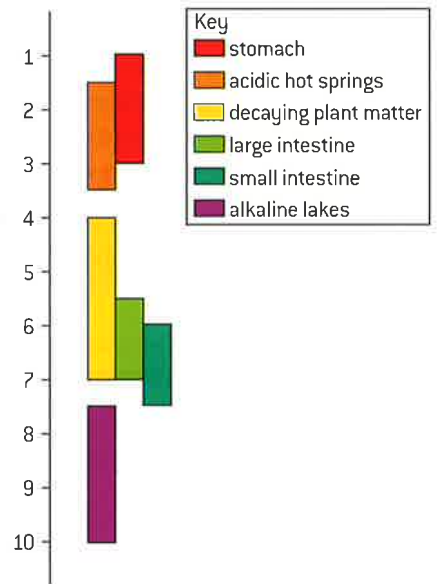 Key
stomach
acidic hot springs
decaying plant matter
large intestine
small intestine
alkaline lakes
1
2
3
4
5
6
7
8
9
10